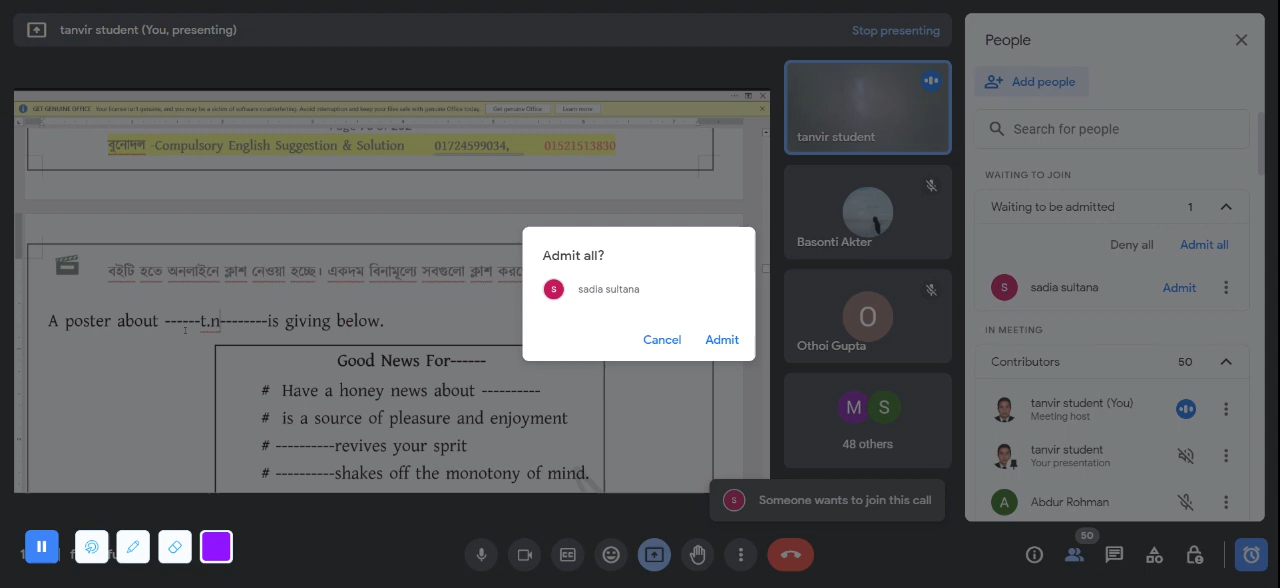 tanvir student (You, presenting)
Stop presenting
GET GENUINE OFFICE Your license isn't genuine, and you may be a victim of software counterfeiting. Avoid interruption and keep your files safe with genuine Office today. Get genuine Office Learn more
বুনোদল -Compulsory English Suggestion & Solution 01724599034, 01521513830
বইটি হতে অনলাইনে ক্লাশ নেওয়া হচ্ছে। একদম বিনামূল্যে সবগুলো ক্লাশ
A poster about ------t.n--------is giving below.
Good News For------
# Have a honey news about ----------
# is a source of pleasure and enjoyment
# ----------revives your sprit
# ----------shakes off the monotony of mind.
tanvir student
Basonti Akter
O
Othoi Gupta
M S
48 others
Admit all?
S sadia sultana
Cancel Admit
S Someone wants to join this call
People
Add people
Search for people
WAITING TO JOIN
Waiting to be admitted 1
Deny all Admit all
S sadia sultana Admit
IN MEETING
Contributors 50
tanvir student (You)
Meeting host
tanvir student
Your presentation
A Abdur Rohman
CC
50